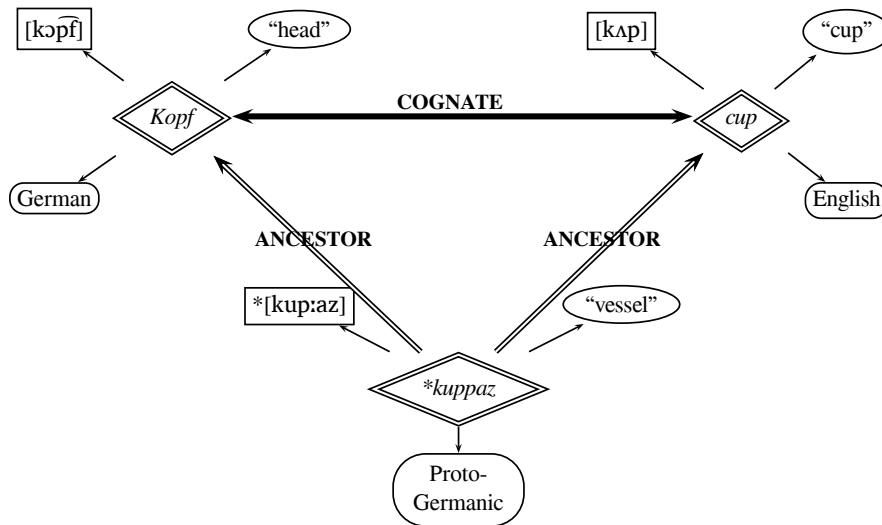 [kɔp͡f]
“head”
[kʌp]
“cup”
COGNATE
Kopf
cup
German
English
ANCESTOR
ANCESTOR
*[kupːaz]
“vessel”
*kuppaz
Proto-
Germanic